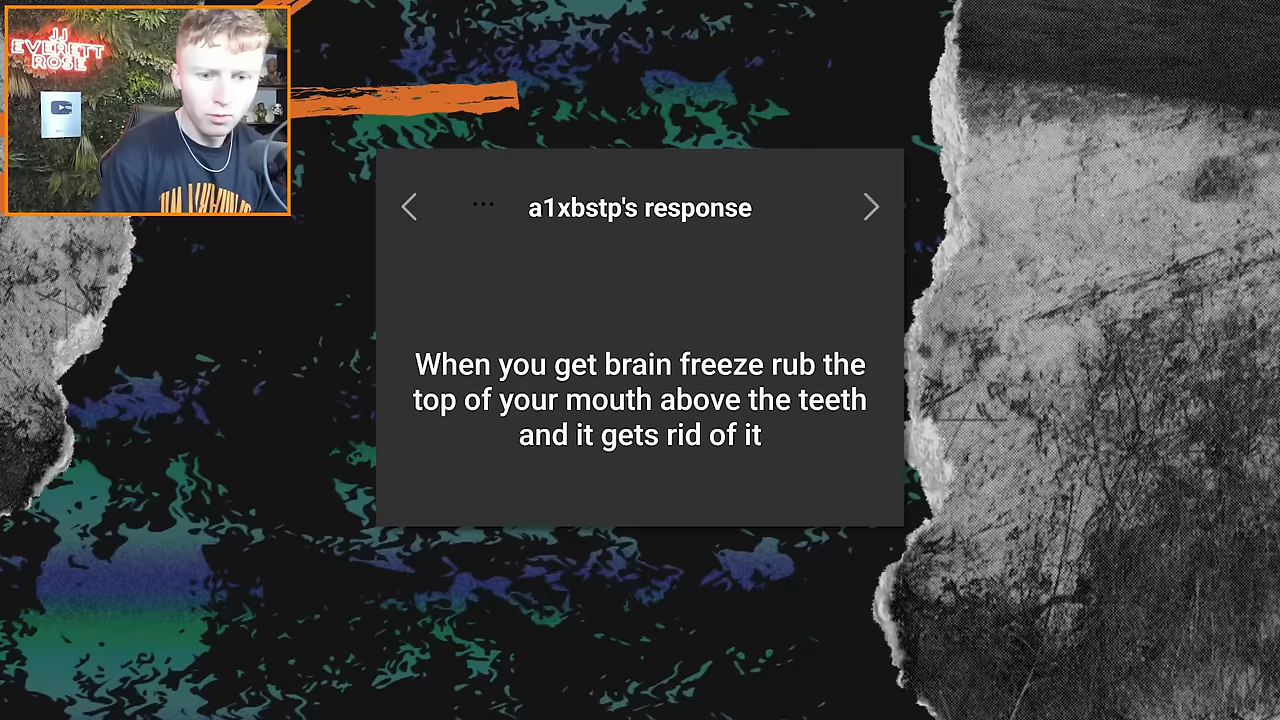 JJ
EVERETT
ROSE
a1xbstp's response
When you get brain freeze rub the
top of your mouth above the teeth
and it gets rid of it